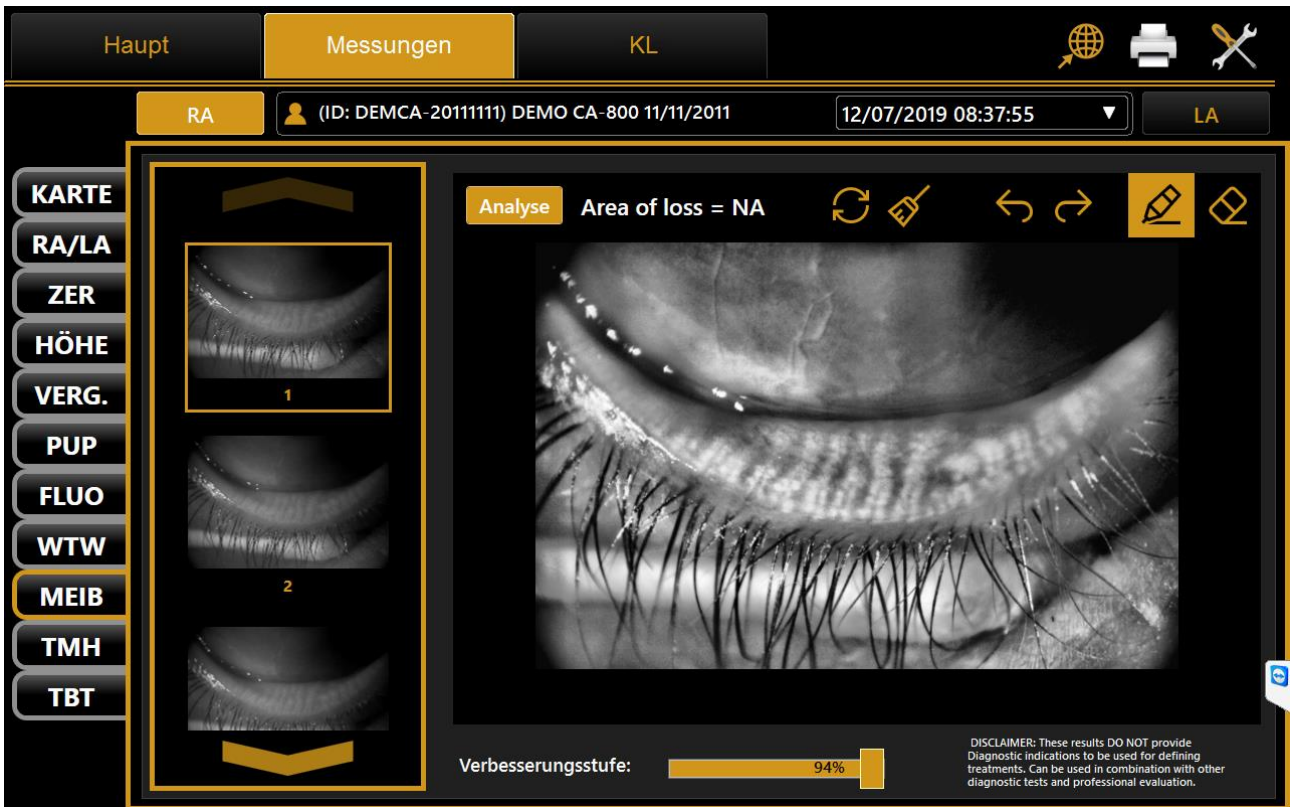 Haupt
Messungen
KL
RA
(ID: DEMCA-20111111) DEMO CA-800 11/11/2011
12/07/2019 08:37:55
LA
KARTE
RA/LA
ZER
HÖHE
VERG.
PUP
FLUO
WTW
MEIB
TMH
TBT
1
2
Analyse
Area of loss = NA
Verbesserungsstufe:
94%
DISCLAIMER: These results DO NOT provide
Diagnostic indications to be used for defining
treatments. Can be used in combination with other
diagnostic tests and professional evaluation.